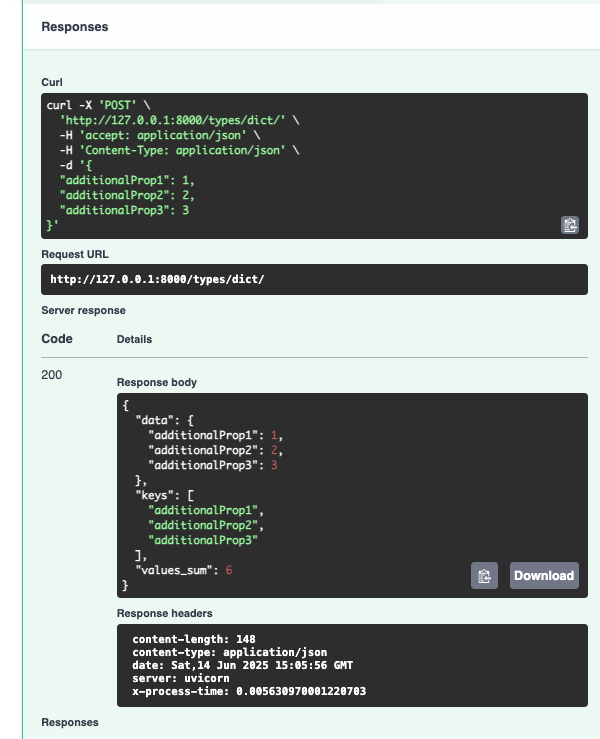 Responses
Curl
curl -X 'POST' \
  'http://127.0.0.1:8000/types/dict/' \
  -H 'accept: application/json' \
  -H 'Content-Type: application/json' \
  -d '{
  "additionalProp1": 1,
  "additionalProp2": 2,
  "additionalProp3": 3
}'
Request URL
http://127.0.0.1:8000/types/dict/
Server response
Code Details
200
Response body
{
  "data": {
    "additionalProp1": 1,
    "additionalProp2": 2,
    "additionalProp3": 3
  },
  "keys": [
    "additionalProp1",
    "additionalProp2",
    "additionalProp3"
  ],
  "values_sum": 6
}
Download
Response headers
content-length: 148
content-type: application/json
date: Sat,14 Jun 2025 15:05:56 GMT
server: uvicorn
x-process-time: 0.005630970001220703
Responses